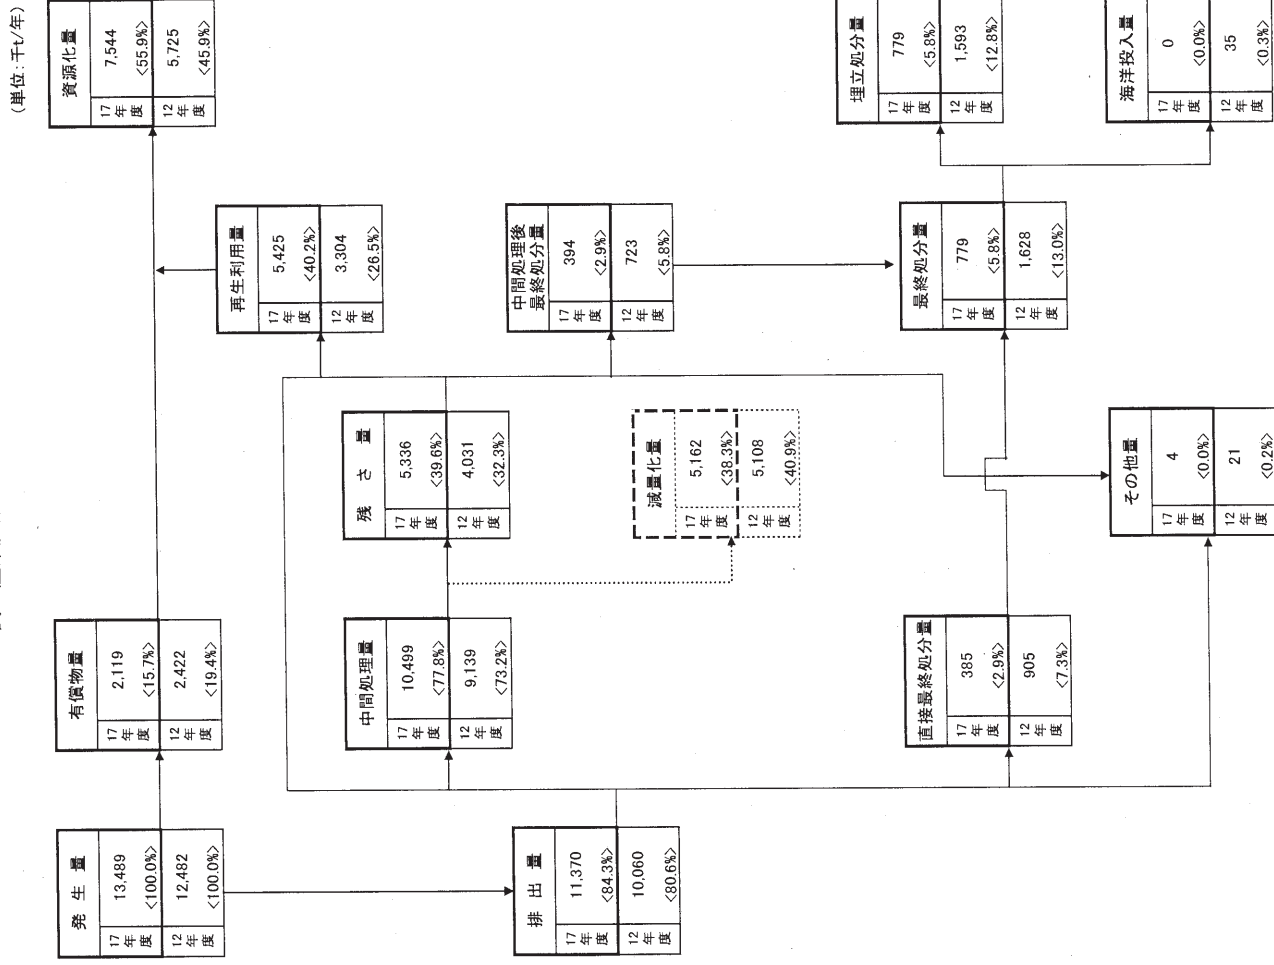 (単位:千t/年)
発 生 量
17年度
13,489
<100.0%>
12年度
12,482
<100.0%>
有償物量
17年度
2,119
<15.7%>
12年度
2,422
<19.4%>
資源化量
17年度
7,544
<55.9%>
12年度
5,725
<45.9%>
再生利用量
17年度
5,425
<40.2%>
12年度
3,304
<26.5%>
排 出 量
17年度
11,370
<84.3%>
12年度
10,060
<80.6%>
中間処理量
17年度
10,499
<77.8%>
12年度
9,139
<73.2%>
残 さ 量
17年度
5,336
<39.6%>
12年度
4,031
<32.3%>
減量化量
17年度
5,162
<38.3%>
12年度
5,108
<40.9%>
中間処理後
最終処分量
17年度
394
<2.9%>
12年度
723
<5.8%>
直接最終処分量
17年度
385
<2.9%>
12年度
905
<7.3%>
最終処分量
17年度
779
<5.8%>
12年度
1,628
<13.0%>
埋立処分量
17年度
779
<5.8%>
12年度
1,593
<12.8%>
その他量
17年度
4
<0.0%>
12年度
21
<0.2%>
海洋投入量
17年度
0
<0.0%>
12年度
35
<0.3%>